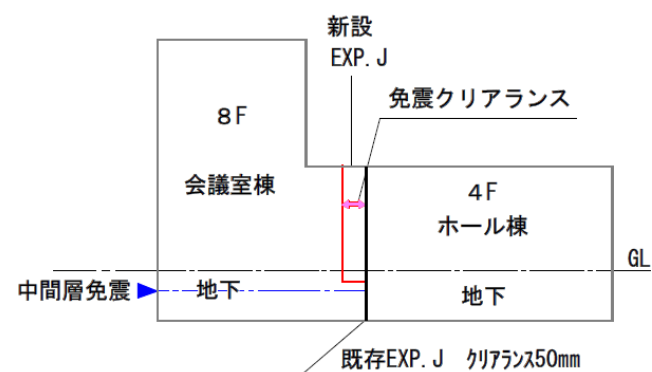 新設
EXP.J
免震クリアランス
８F
会議室棟
４F
ホール棟
GL
中間層免震
地下
地下
既存EXP.J ｸﾘｱﾗﾝｽ50mm